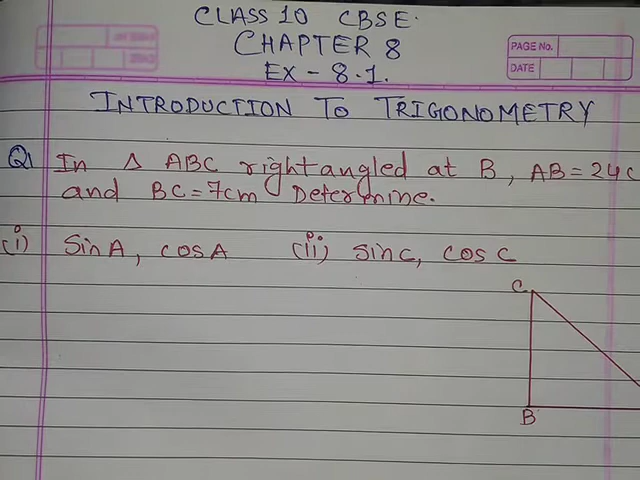 CLASS 10 CBSE.
CHAPTER 8
EX - 8.1.
PAGE No.
DATE
INTRODUCTION TO TRIGONOMETRY
Q1 In △ ABC right angled at B, AB = 24c
and BC = 7cm Determine.
(i) Sin A, cos A (ii) sin C, cos C
C
B